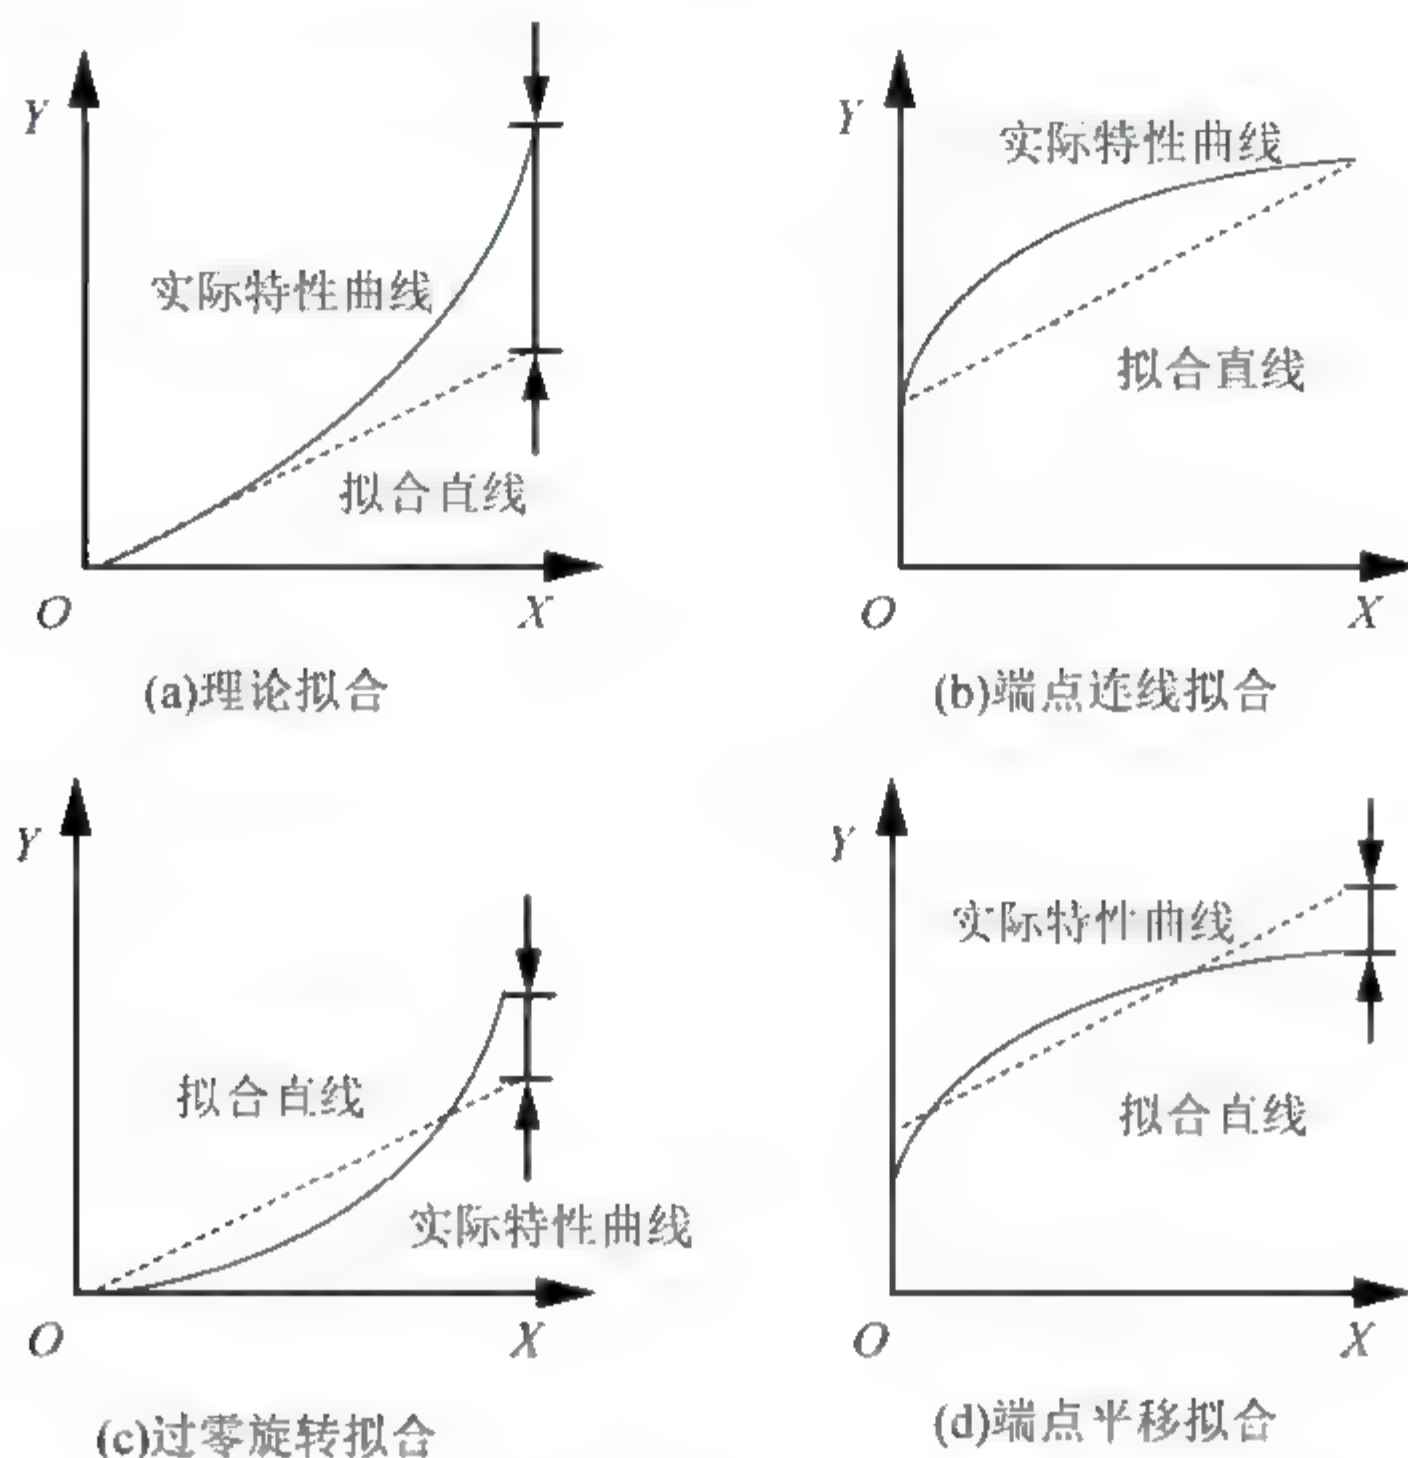 Y
实际特性曲线
拟合直线
O
X
(a)理论拟合
Y
实际特性曲线
拟合直线
O
X
(b)端点连线拟合
Y
拟合直线
实际特性曲线
O
X
(c)过零旋转拟合
Y
实际特性曲线
拟合直线
O
X
(d)端点平移拟合